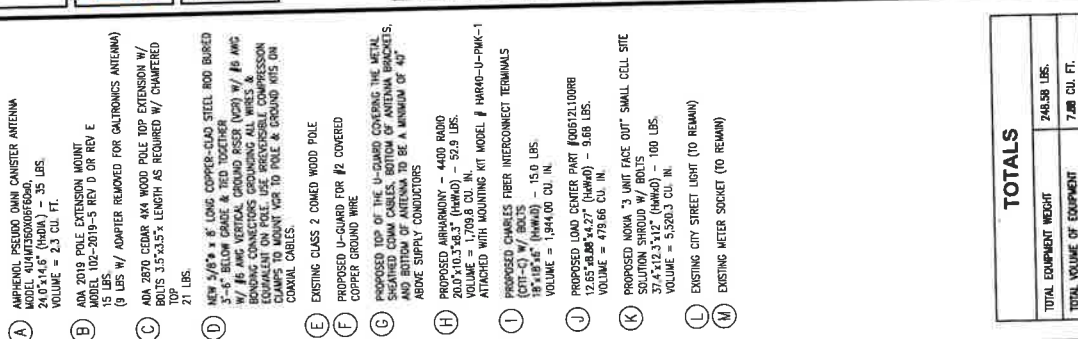 A
AMPHENOL PSEUDO OMNI CANISTER ANTENNA
24.0"x14.6" (HxDIA.) – 35 LBS.
VOLUME = 2.3 CU. FT.
B
ADA 2019 POLE EXTENSION MOUNT
MODEL 102-2019-5 REV D OR REV E
15 LBS.
(9 LBS W/ ADAPTER REMOVED FOR GALTRONICS ANTENNA)
C
ADA 2870 CEDAR 4X4 WOOD POLE TOP EXTENSION W/
BOLTS 3.5"x3.5"x LENGTH AS REQUIRED W/ CHAMFERED
TOP
21 LBS.
D
NEW 5/8"ø x 8' LONG COPPER-CLAD STEEL ROD BURIED
3'-6" BELOW GRADE & TIED TOGETHER
W/ #6 AWG VERTICAL GROUND RISER (VGR) W/ #6 AWG
BONDING CONNECTORS GROUNDING ALL WIRES &
EQUIPMENT ON POLE. USE IRREVERSIBLE COMPRESSION
CLAMPS TO MOUNT VGR TO POLE & GROUND KITS ON
COAXIAL CABLES.
E
EXISTING CLASS 2 COMED WOOD POLE
F
PROPOSED U-GUARD FOR #2 COVERED
COPPER GROUND WIRE
G
PROPOSED TOP OF THE U-GUARD COVERING THE METAL
SHEATHED COMM CABLES, BOTTOM OF ANTENNA BRACKETS,
AND BOTTOM OF ANTENNA TO BE A MINIMUM OF 40"
ABOVE SUPPLY CONDUCTORS
H
PROPOSED AIRHARMONY – 4400 RADIO
20.0"x10.3"x8.3" (HxWxD) – 52.9 LBS.
VOLUME = 1,709.8 CU. IN.
ATTACHED WITH MOUNTING KIT MODEL # HAR40-U-PMK-1
I
PROPOSED CHARLES FIBER INTERCONNECT TERMINALS
(CFIT-C) W/ BOLTS
18"x18"x6" (HxWxD) – 15.0 LBS.
VOLUME = 1,944.00 CU. IN.
J
PROPOSED LOAD CENTER PART #QO612L100RB
12.65"x8.88"x4.27" (HxWxD) – 9.68 LBS.
VOLUME = 479.66 CU. IN.
K
PROPOSED NOKIA "3 UNIT FACE OUT" SMALL CELL SITE
SOLUTION SHROUD W/ BOLTS
37.4"x12.3"x12" (HxWxD) – 100 LBS.
VOLUME = 5,520.3 CU. IN.
L
EXISTING CITY STREET LIGHT (TO REMAIN)
M
EXISTING METER SOCKET (TO REMAIN)
TOTALS
TOTAL EQUIPMENT WEIGHT 248.58 LBS.
TOTAL VOLUME OF EQUIPMENT 7.88 CU. FT.